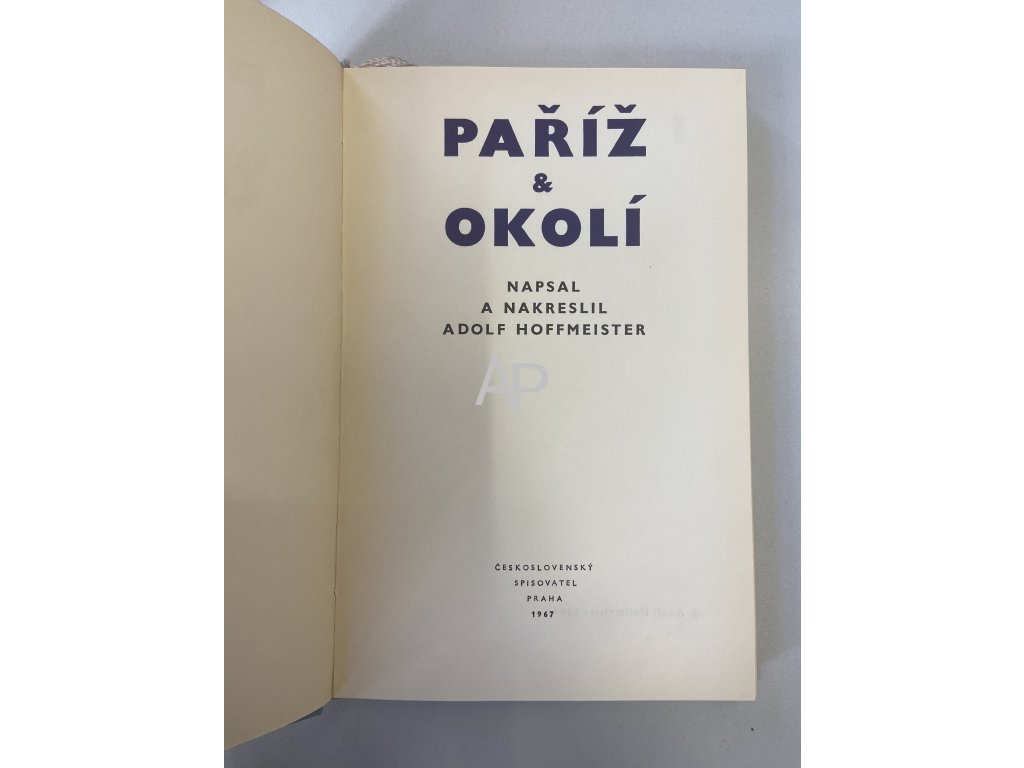 PAŘÍŽ
&
OKOLÍ
NAPSAL
A NAKRESLIL
ADOLF HOFFMEISTER
AP
ČESKOSLOVENSKÝ
SPISOVATEL
PRAHA
1967